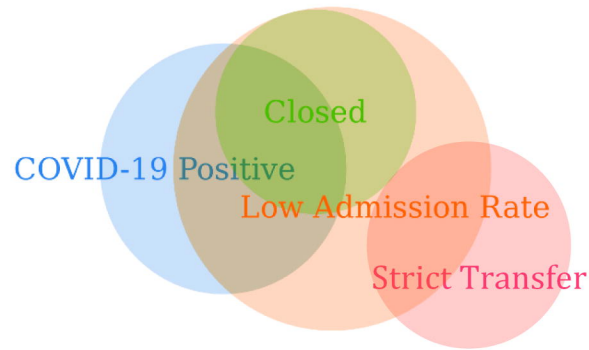 Closed
COVID-19 Positive
Low Admission Rate
Strict Transfer